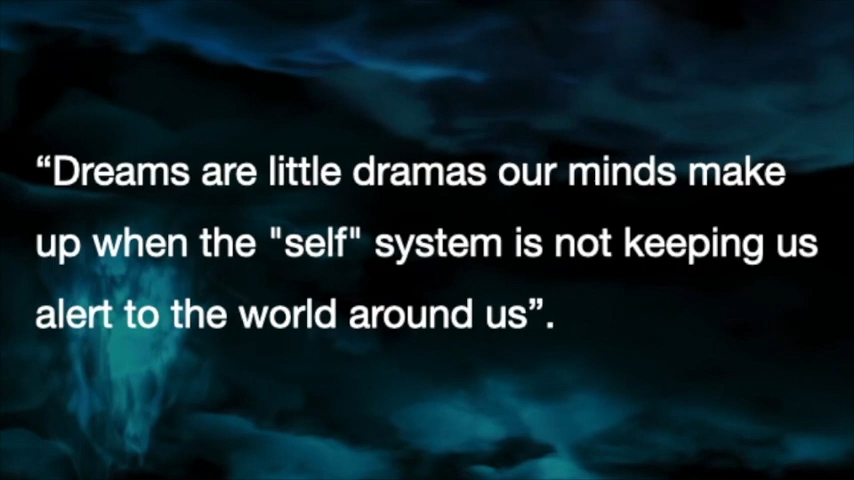 “Dreams are little dramas our minds make
up when the "self" system is not keeping us
alert to the world around us”.